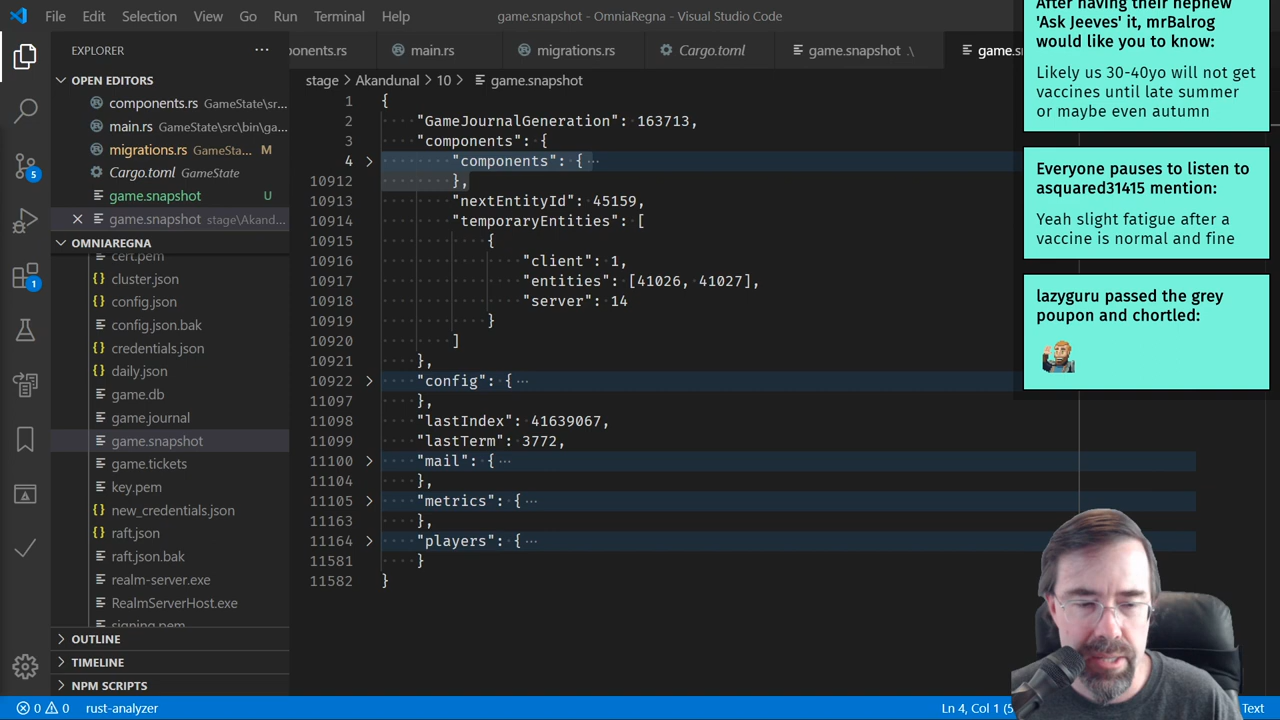 File Edit Selection View Go Run Terminal Help
game.snapshot - OmniaRegna - Visual Studio Code
EXPLORER
OPEN EDITORS
components.rs GameState\sr...
main.rs GameState\src\bin\ga...
migrations.rs GameSta... M
Cargo.toml GameState
game.snapshot U
game.snapshot stage\Akand...
OMNIAREGNA
cert.pem
cluster.json
config.json
config.json.bak
credentials.json
daily.json
game.db
game.journal
game.snapshot
game.tickets
key.pem
new_credentials.json
raft.json
raft.json.bak
realm-server.exe
RealmServerHost.exe
signing.pem
OUTLINE
TIMELINE
NPM SCRIPTS
5
1
ponents.rs main.rs migrations.rs Cargo.toml game.snapshot .\ game.sn
stage > Akandunal > 10 > game.snapshot
1 {
2 "GameJournalGeneration": 163713,
3 "components": {
4 "components": { ...
10912 },
10913 "nextEntityId": 45159,
10914 "temporaryEntities": [
10915 {
10916 "client": 1,
10917 "entities": [41026, 41027],
10918 "server": 14
10919 }
10920 ]
10921 },
10922 "config": { ...
11097 },
11098 "lastIndex": 41639067,
11099 "lastTerm": 3772,
11100 "mail": { ...
11104 },
11105 "metrics": { ...
11163 },
11164 "players": { ...
11581 }
11582 }
After having their nephew
'Ask Jeeves' it, mrBalrog
would like you to know:
Likely us 30-40yo will not get
vaccines until late summer
or maybe even autumn
Everyone pauses to listen to
asquared31415 mention:
Yeah slight fatigue after a
vaccine is normal and fine
lazyguru passed the grey
poupon and chortled:
0 0 rust-analyzer
Ln 4, Col 1 (5
Text